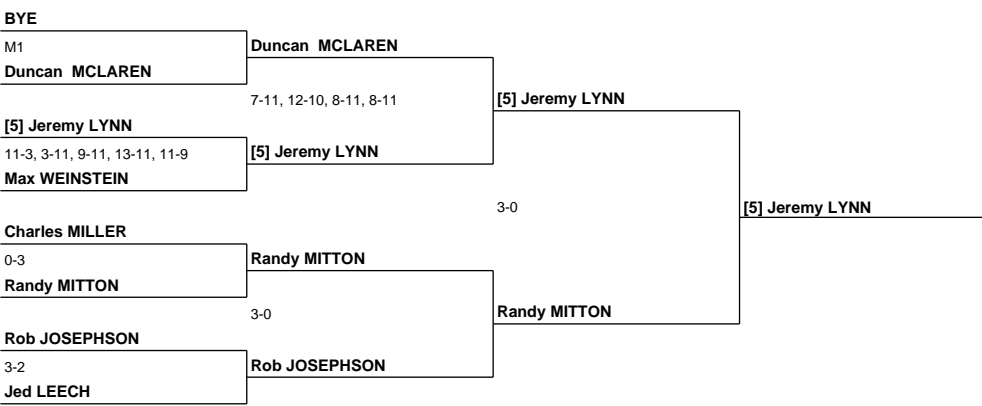 BYE
M1
Duncan MCLAREN
Duncan MCLAREN
7-11, 12-10, 8-11, 8-11
[5] Jeremy LYNN
[5] Jeremy LYNN
11-3, 3-11, 9-11, 13-11, 11-9
[5] Jeremy LYNN
Max WEINSTEIN
3-0
[5] Jeremy LYNN
Charles MILLER
0-3
Randy MITTON
Randy MITTON
3-0
Randy MITTON
Rob JOSEPHSON
3-2
Rob JOSEPHSON
Jed LEECH